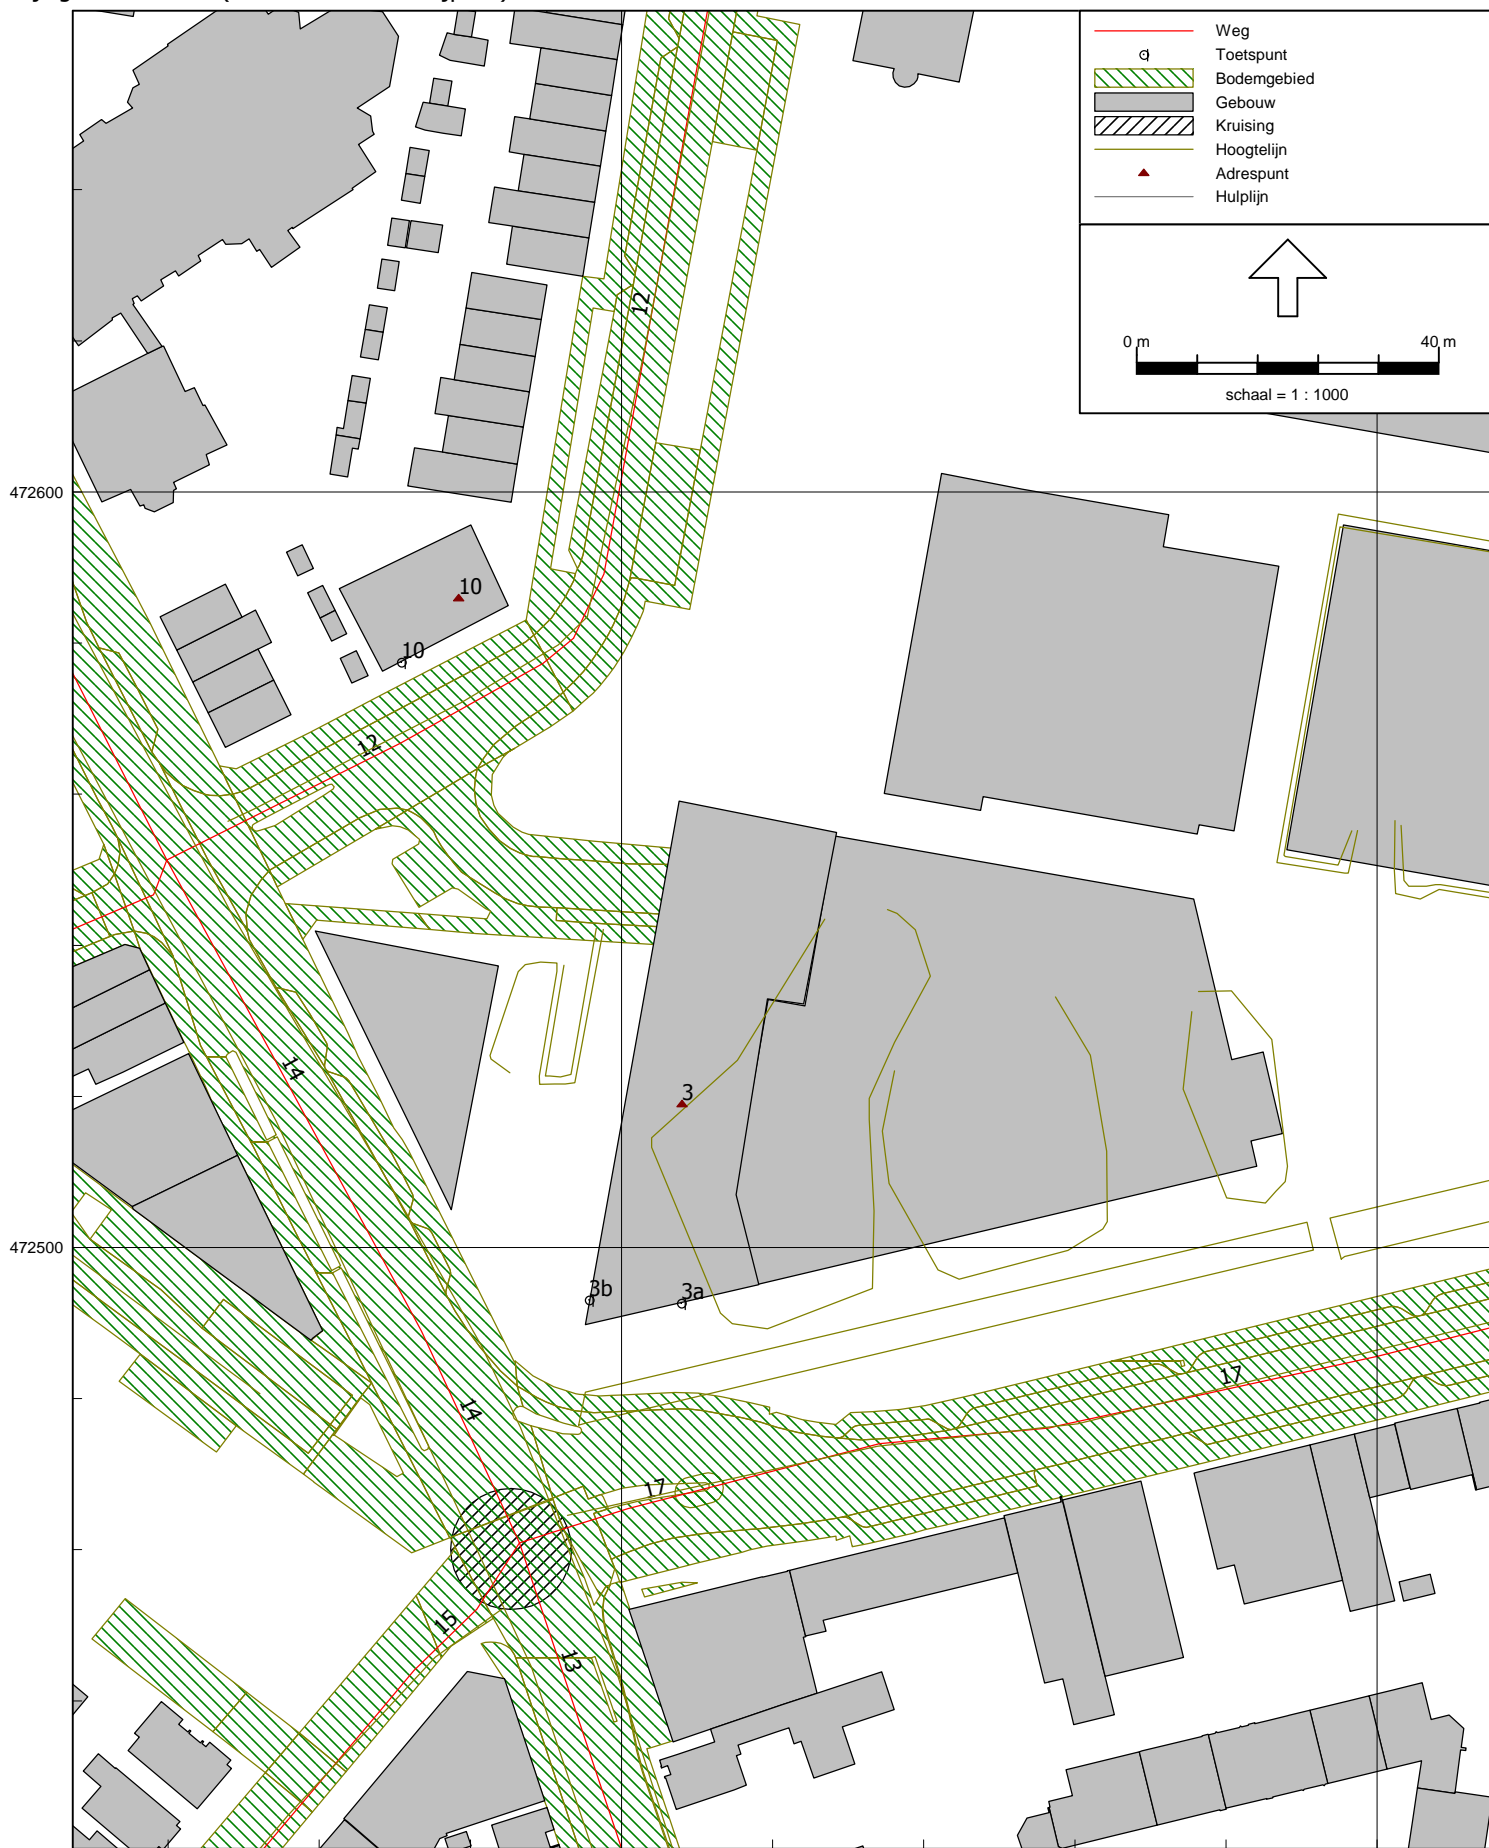 Weg
Toetspunt
Bodemgebied
Gebouw
Kruising
Hoogtelijn
Adrespunt
Hulplijn
0 m 40 m
schaal = 1 : 1000
12
472600
10
10
12
14
3
472500
3b
3a
17
14
17
15
13